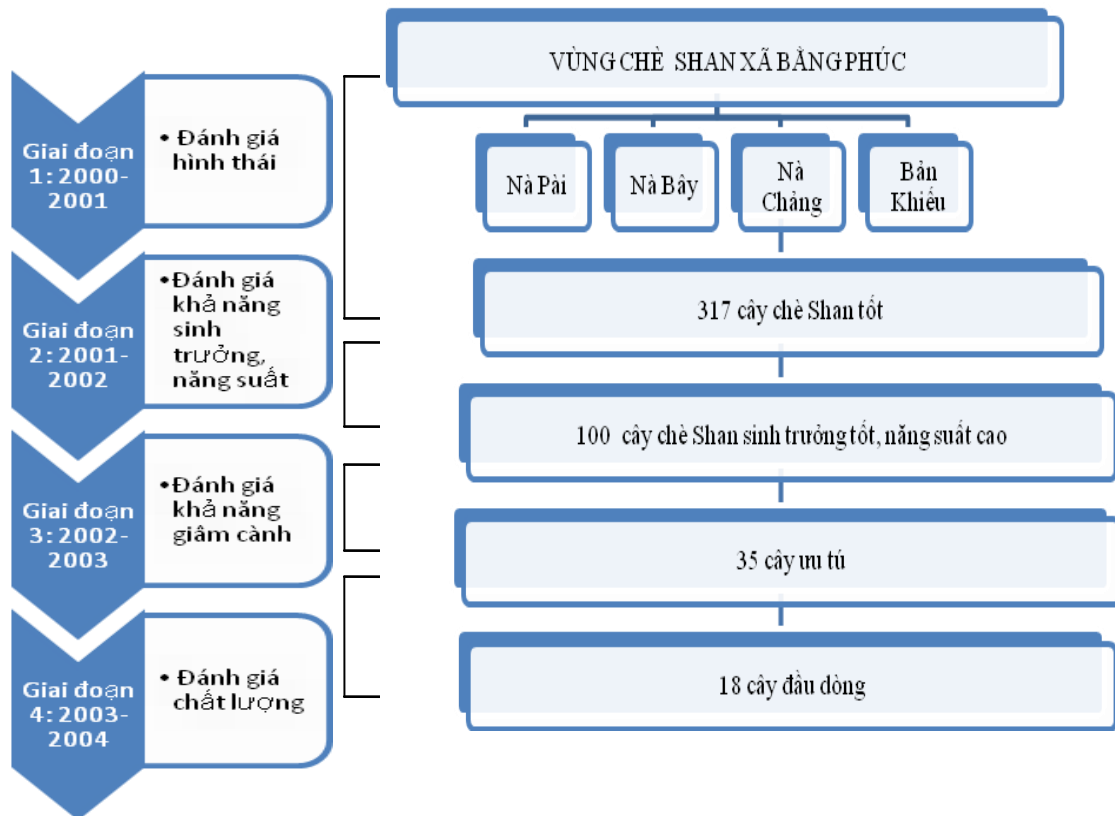 Giai đoạn
1: 2000-
2001
• Đánh giá
hình thái
Giai đoạn
2: 2001-
2002
•Đánh giá
khả năng
sinh
trưởng,
năng suất
Giai đoạn
3: 2002-
2003
•Đánh giá
khả năng
giâm cành
Giai đoạn
4: 2003-
2004
• Đánh giá
chất lượng
VÙNG CHÈ SHAN XÃ BẰNG PHÚC
Nà Pài
Nà Bây
Nà
Chảng
Bản
Khiếu
317 cây chè Shan tốt
100 cây chè Shan sinh trưởng tốt, năng suất cao
35 cây ưu tú
18 cây đầu dòng